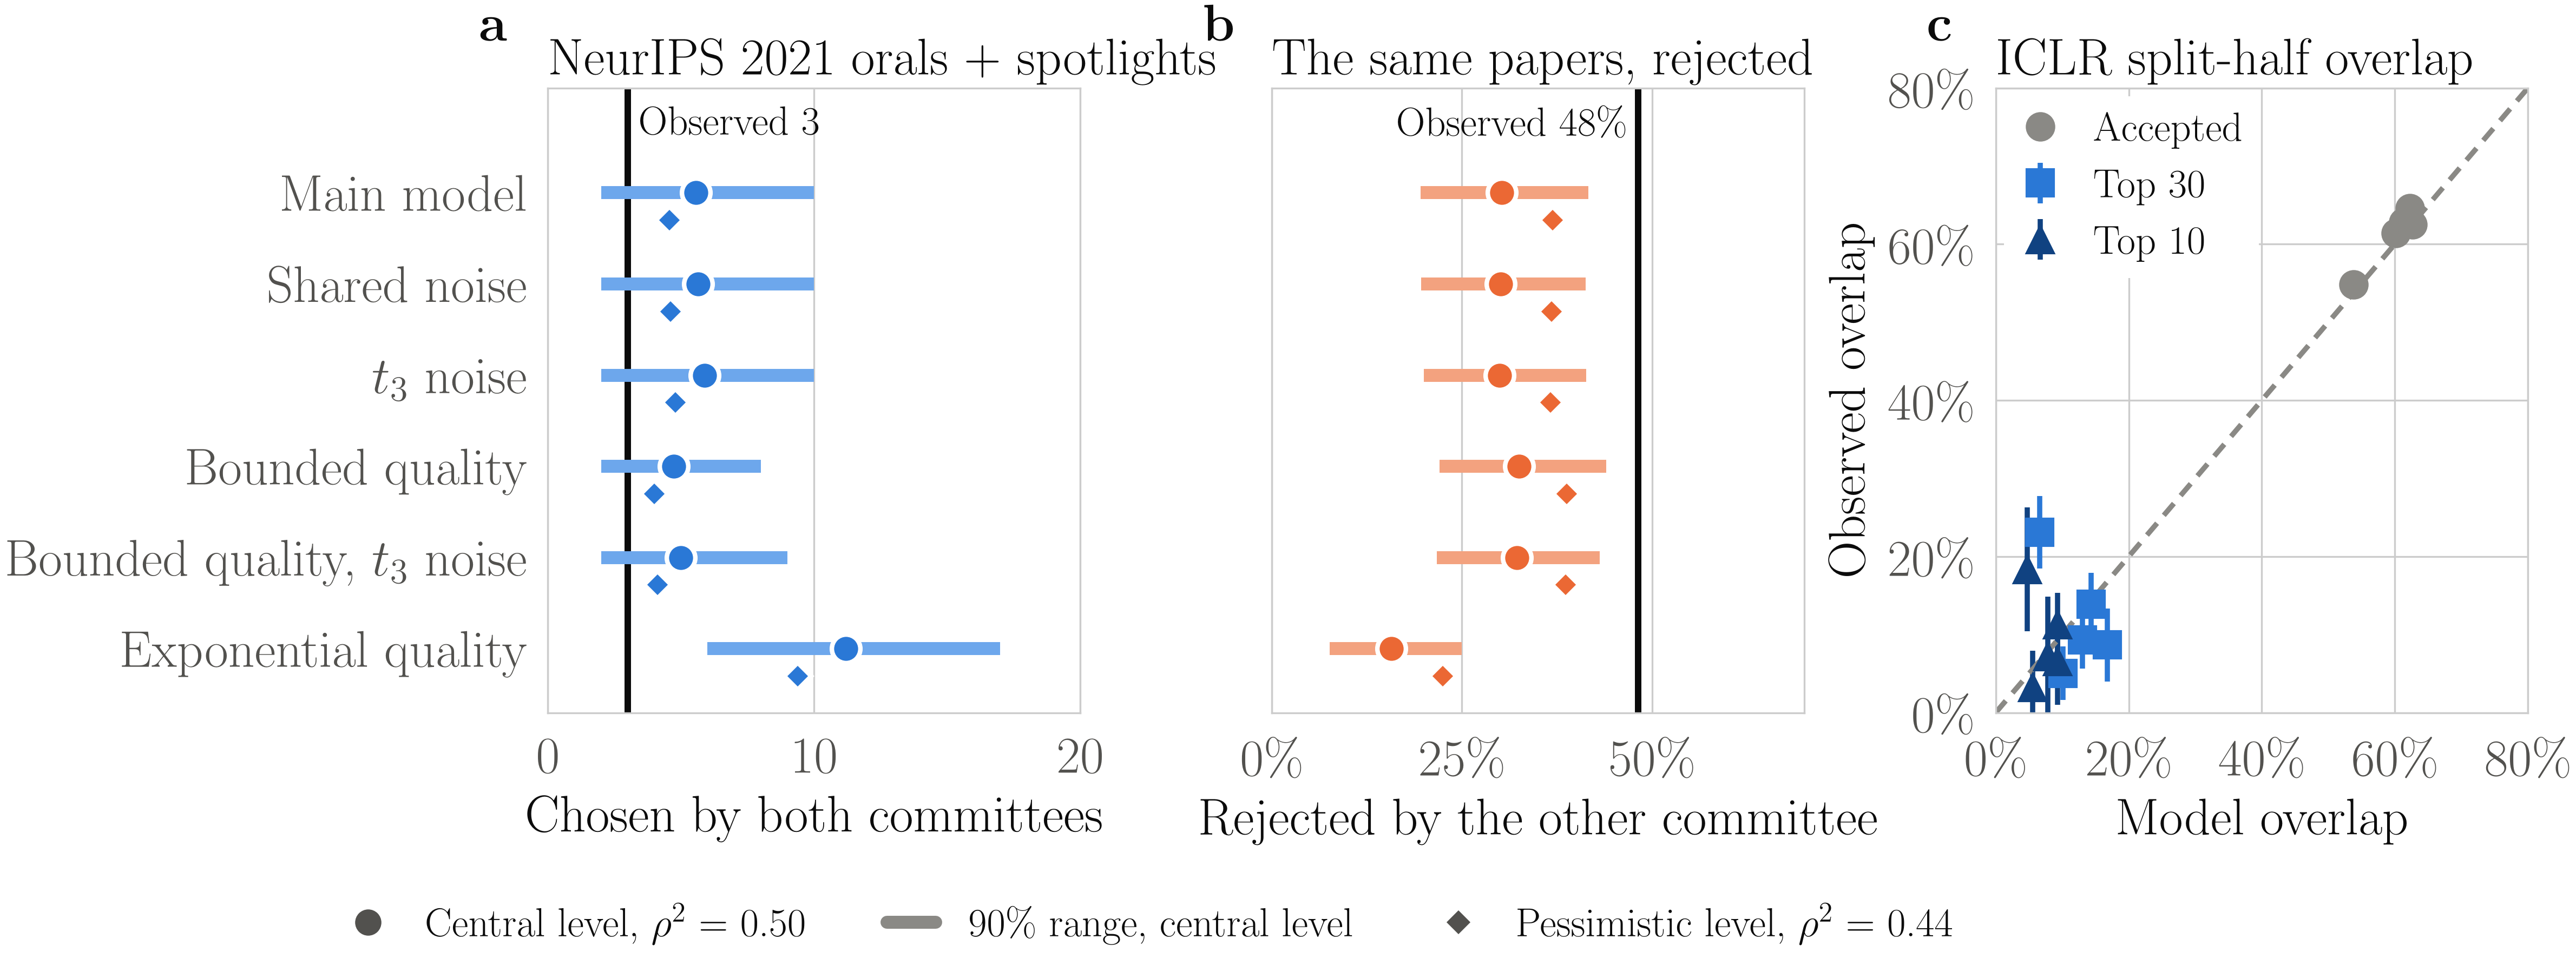 a
NeurIPS 2021 orals + spotlights
Observed 3
Main model
Shared noise
t₃ noise
Bounded quality
Bounded quality, t₃ noise
Exponential quality
0
10
20
Chosen by both committees
b
The same papers, rejected
Observed 48%
0%
25%
50%
Rejected by the other committee
c
ICLR split-half overlap
Accepted
Top 30
Top 10
Observed overlap
80%
60%
40%
20%
0%
0%
20%
40%
60%
80%
Model overlap
Central level, ρ² = 0.50
90% range, central level
Pessimistic level, ρ² = 0.44